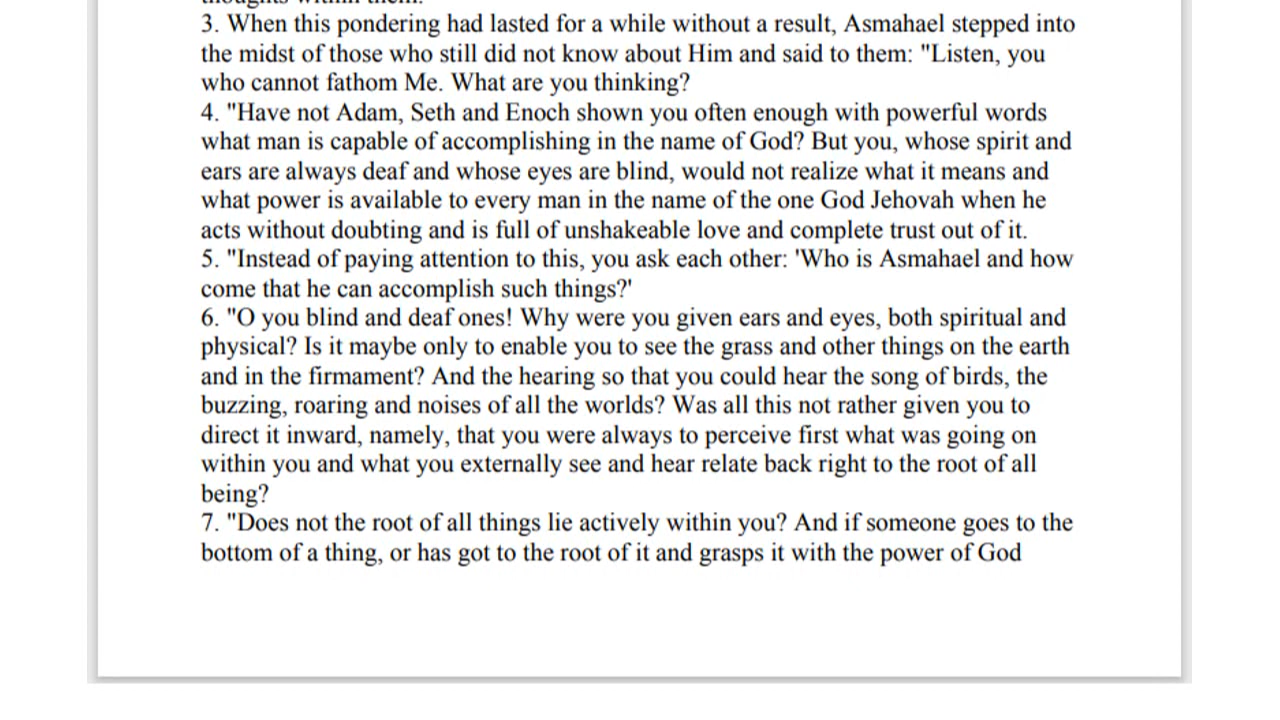 thoughts within them.
3. When this pondering had lasted for a while without a result, Asmahael stepped into
the midst of those who still did not know about Him and said to them: "Listen, you
who cannot fathom Me. What are you thinking?
4. "Have not Adam, Seth and Enoch shown you often enough with powerful words
what man is capable of accomplishing in the name of God? But you, whose spirit and
ears are always deaf and whose eyes are blind, would not realize what it means and
what power is available to every man in the name of the one God Jehovah when he
acts without doubting and is full of unshakeable love and complete trust out of it.
5. "Instead of paying attention to this, you ask each other: 'Who is Asmahael and how
come that he can accomplish such things?'
6. "O you blind and deaf ones! Why were you given ears and eyes, both spiritual and
physical? Is it maybe only to enable you to see the grass and other things on the earth
and in the firmament? And the hearing so that you could hear the song of birds, the
buzzing, roaring and noises of all the worlds? Was all this not rather given you to
direct it inward, namely, that you were always to perceive first what was going on
within you and what you externally see and hear relate back right to the root of all
being?
7. "Does not the root of all things lie actively within you? And if someone goes to the
bottom of a thing, or has got to the root of it and grasps it with the power of God